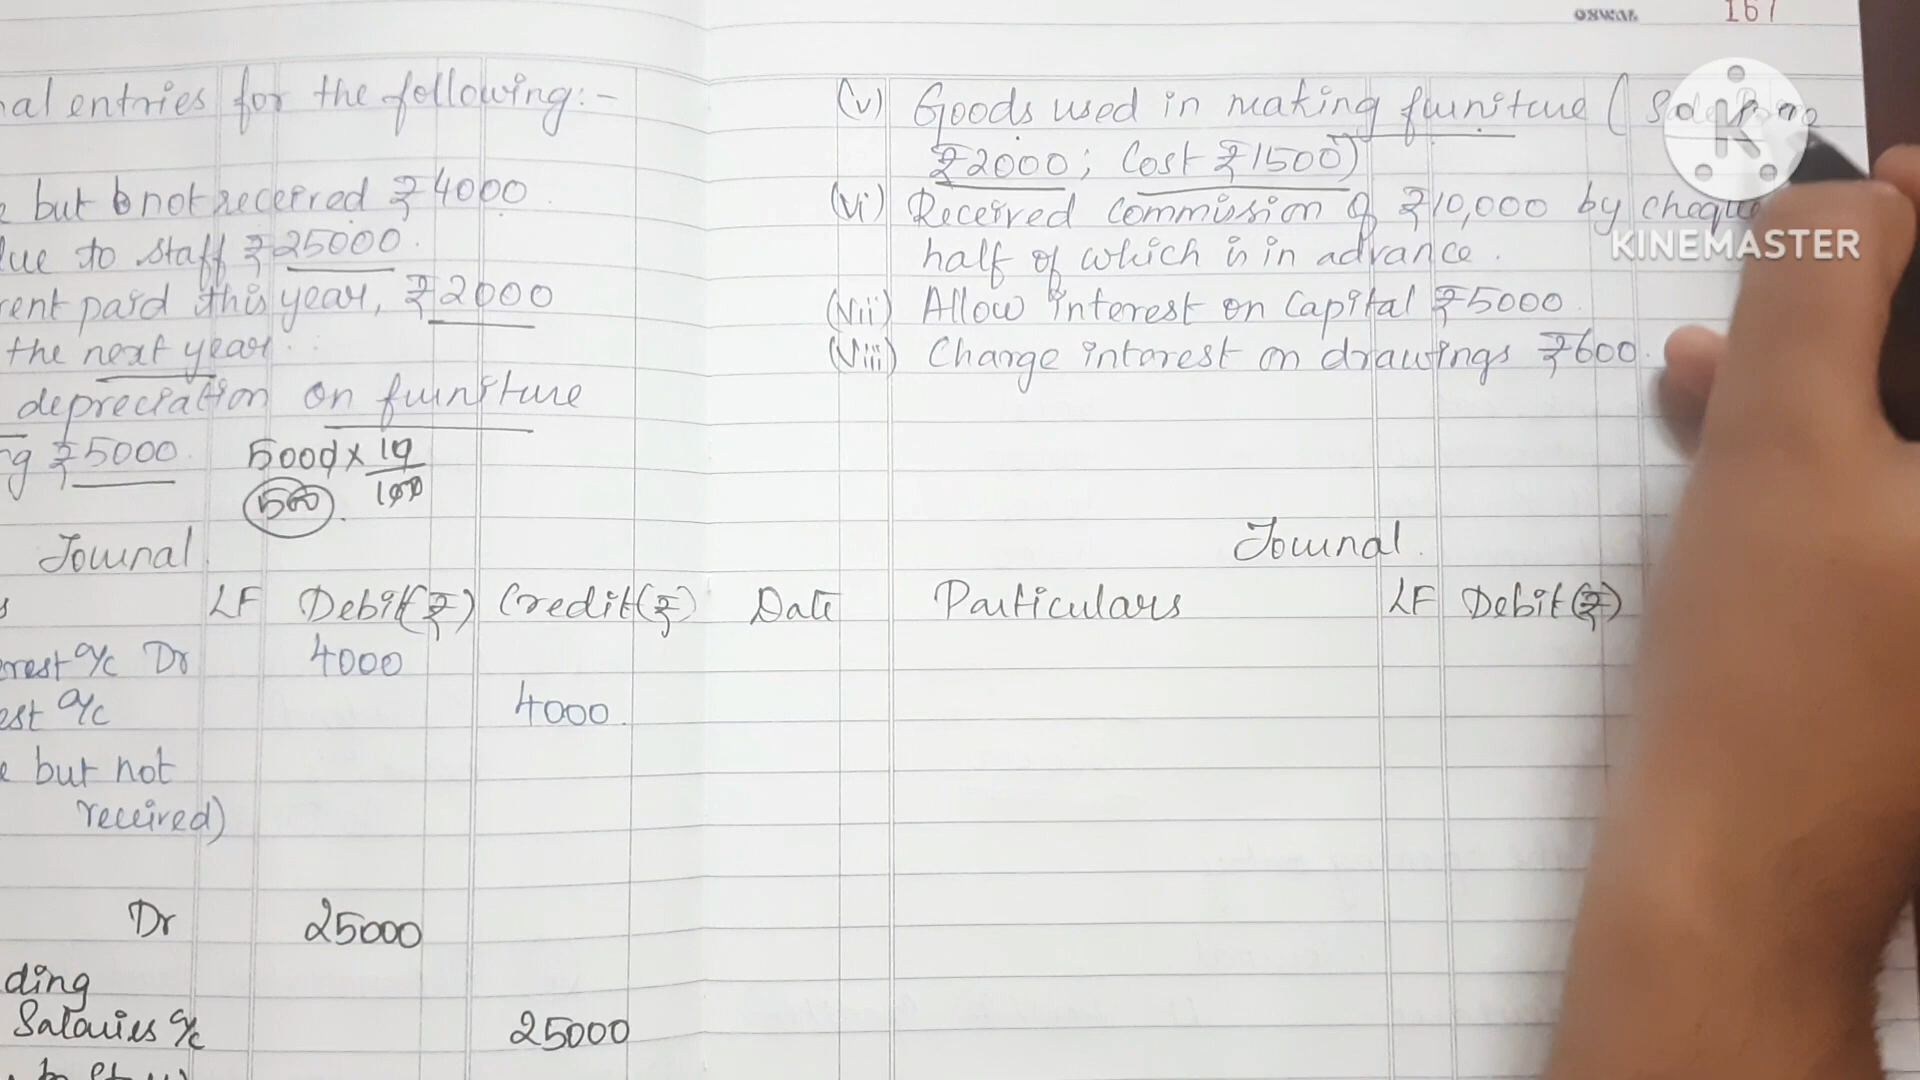 nal entries for the following:-
e but not received ₹4000.
due to staff ₹25000.
rent paid this year, ₹2000
the next year.
depreciation on furniture
g ₹5000. 5000 x 10
100
500.
Journal
s LF Debit(₹) Credit(₹)
erest a/c Dr 4000
est a/c 4000.
e but not
received)
Dr 25000
ding
Salaries a/c 25000
OSWAL 167
(v) Goods used in making furniture (
₹2000; Cost ₹1500)
(vi) Received commission of ₹10,000 by cheque
half of which is in advance.
(vii) Allow interest on capital ₹5000.
(viii) Charge interest on drawings ₹600.
Journal.
Date Particulars LF Debit(₹)
K
KINEMASTER